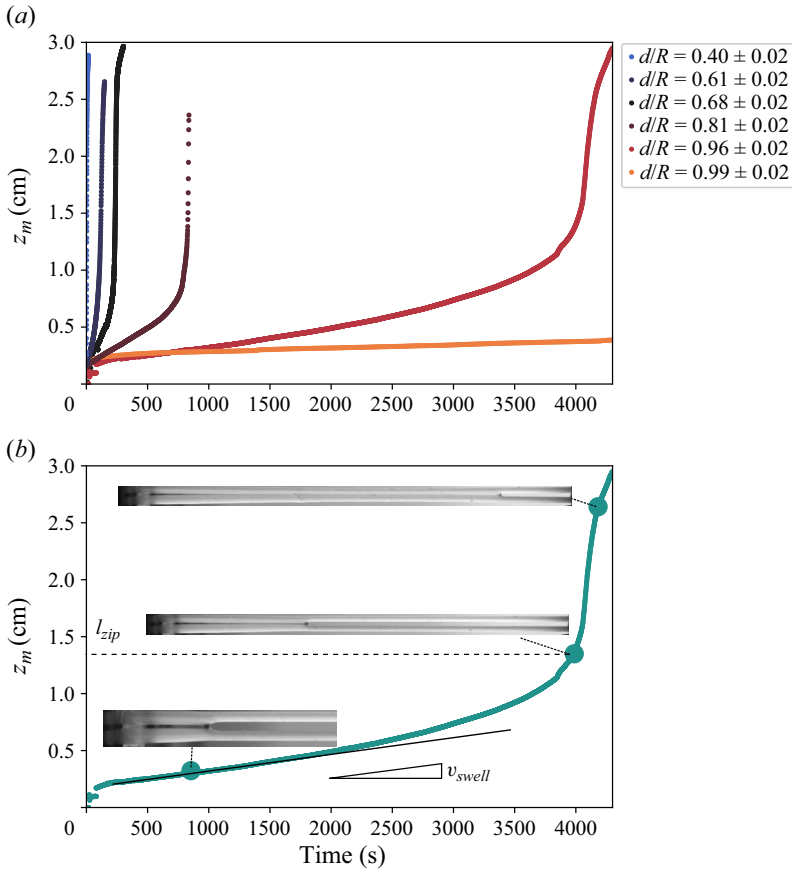 (a)
3.0
2.5
2.0
1.5
1.0
0.5
z_m (cm)
0 500 1000 1500 2000 2500 3000 3500 4000
d/R = 0.40 ± 0.02
d/R = 0.61 ± 0.02
d/R = 0.68 ± 0.02
d/R = 0.81 ± 0.02
d/R = 0.96 ± 0.02
d/R = 0.99 ± 0.02
(b)
3.0
2.5
2.0
1.5
1.0
0.5
z_m (cm)
l_zip
v_swell
0 500 1000 1500 2000 2500 3000 3500 4000
Time (s)